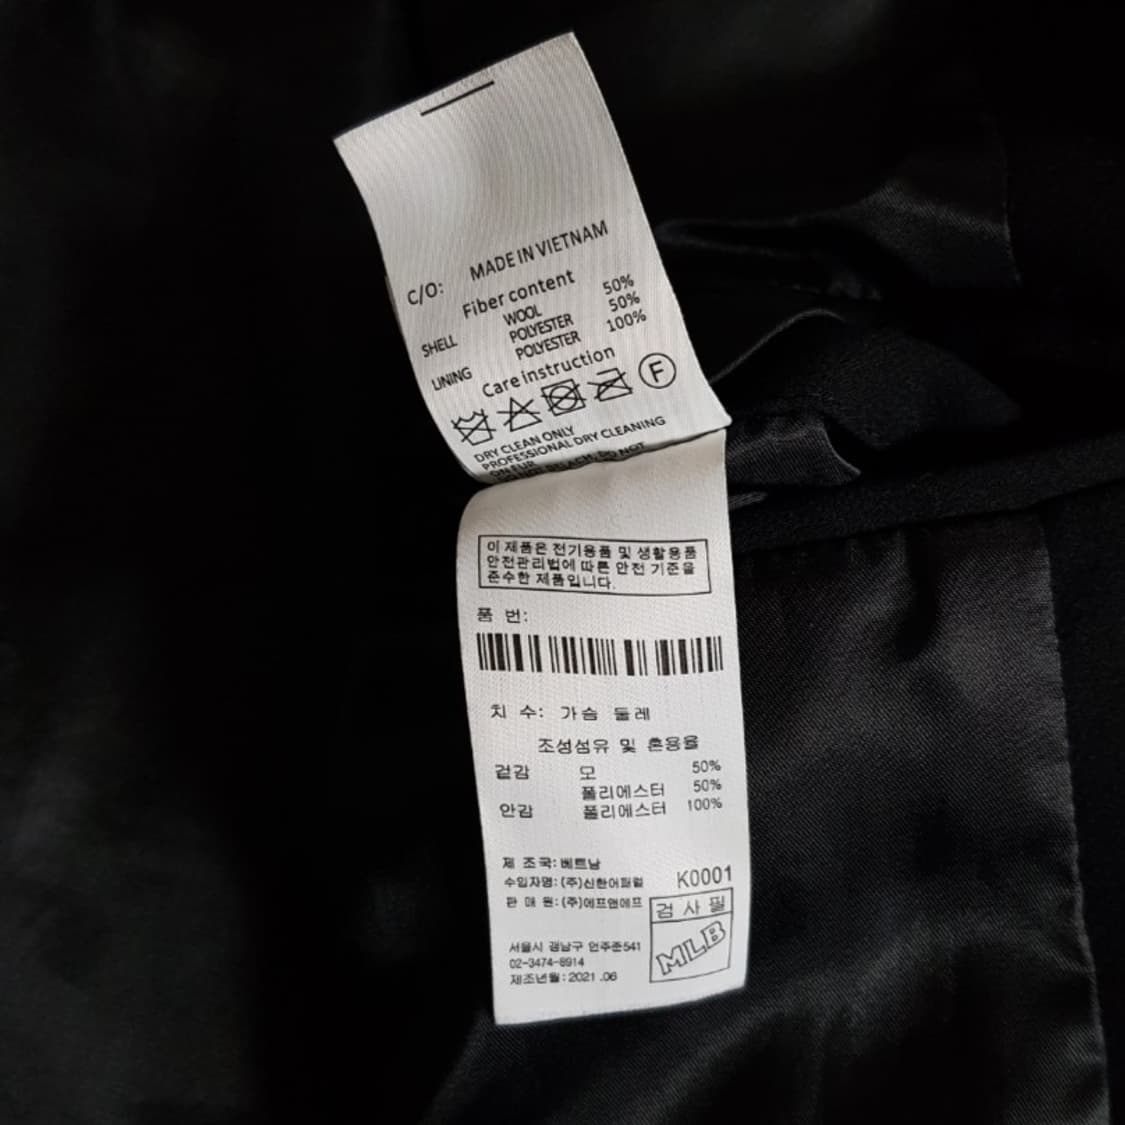 C/O: MADE IN VIETNAM
Fiber content
SHELL WOOL 50%
POLYESTER 50%
LINING POLYESTER 100%
Care instruction
F
DRY CLEAN ONLY
PROFESSIONAL DRY CLEANING
ON FUR
DO NOT
이 제품은 전기용품 및 생활용품
안전관리법에 따른 안전 기준을
준수한 제품입니다.
품 번:
치 수: 가슴 둘레
조성섬유 및 혼용율
겉감 모 50%
폴리에스터 50%
안감 폴리에스터 100%
제 조국: 베트남
수입자명: (주)신한어패럴
판 매 원: (주)에프앤에프
K0001
검 사 필
MLB
서울시 갱남구 언주준541
02-3474-8914
제조년월: 2021 .06